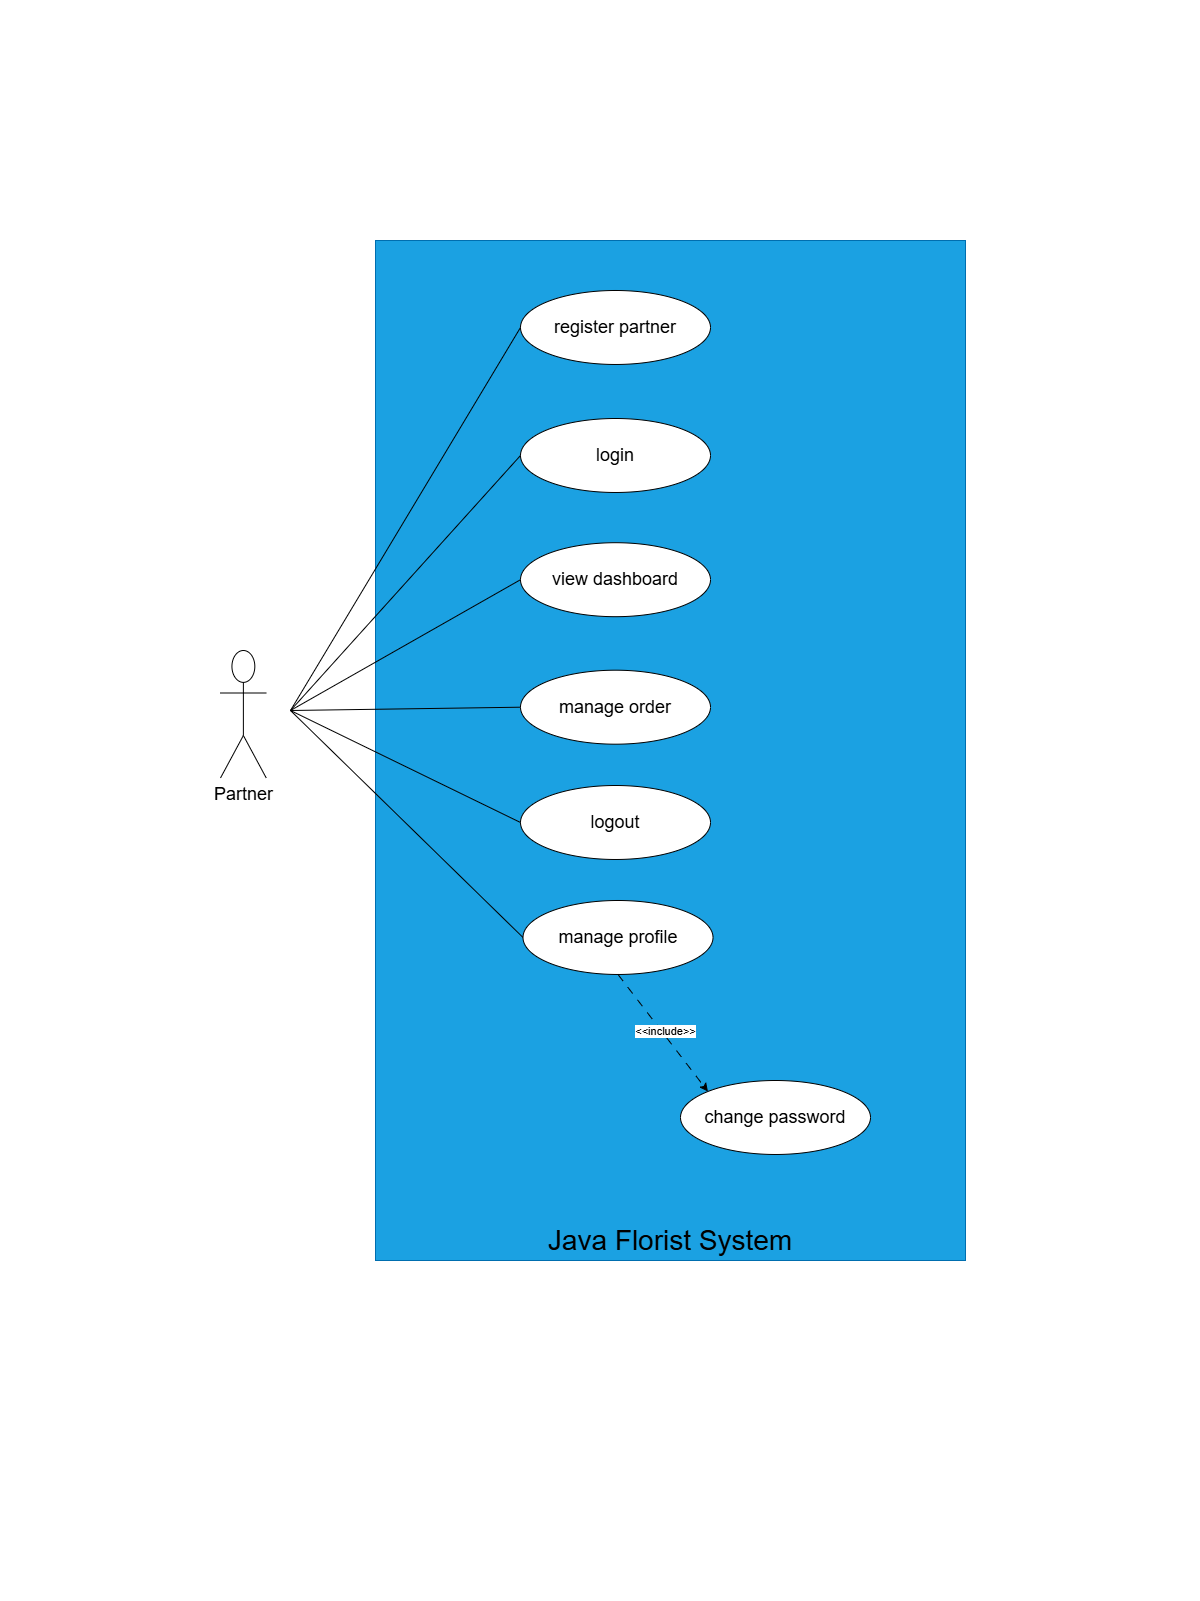 register partner
login
view dashboard
manage order
Partner
logout
manage profile
<<include>>
change password
Java Florist System